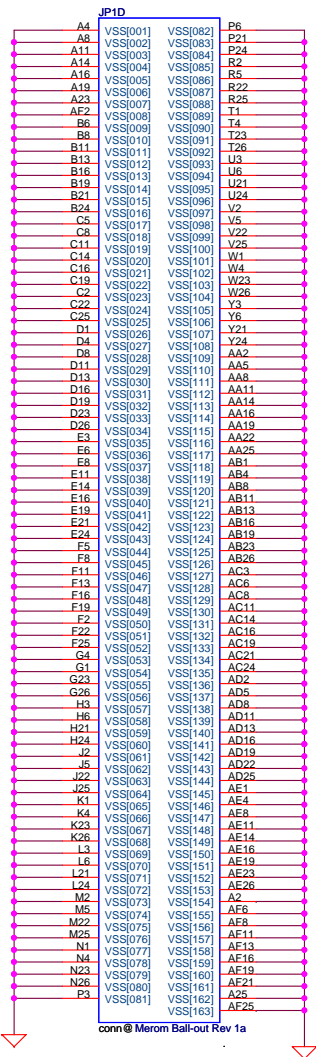 JP1D
A4 VSS[001] VSS[082] P6
A8 VSS[002] VSS[083] P21
A11 VSS[003] VSS[084] P24
A14 VSS[004] VSS[085] R2
A16 VSS[005] VSS[086] R5
A19 VSS[006] VSS[087] R22
A23 VSS[007] VSS[088] R25
AF2 VSS[008] VSS[089] T1
B6 VSS[009] VSS[090] T4
B8 VSS[010] VSS[091] T23
B11 VSS[011] VSS[092] T26
B13 VSS[012] VSS[093] U3
B16 VSS[013] VSS[094] U6
B19 VSS[014] VSS[095] U21
B21 VSS[015] VSS[096] U24
B24 VSS[016] VSS[097] V2
C5 VSS[017] VSS[098] V5
C8 VSS[018] VSS[099] V22
C11 VSS[019] VSS[100] V25
C14 VSS[020] VSS[101] W1
C16 VSS[021] VSS[102] W4
C19 VSS[022] VSS[103] W23
C2 VSS[023] VSS[104] W26
C22 VSS[024] VSS[105] Y3
C25 VSS[025] VSS[106] Y6
D1 VSS[026] VSS[107] Y21
D4 VSS[027] VSS[108] Y24
D8 VSS[028] VSS[109] AA2
D11 VSS[029] VSS[110] AA5
D13 VSS[030] VSS[111] AA8
D16 VSS[031] VSS[112] AA11
D19 VSS[032] VSS[113] AA14
D23 VSS[033] VSS[114] AA16
D26 VSS[034] VSS[115] AA19
E3 VSS[035] VSS[116] AA22
E6 VSS[036] VSS[117] AA25
E8 VSS[037] VSS[118] AB1
E11 VSS[038] VSS[119] AB4
E14 VSS[039] VSS[120] AB8
E16 VSS[040] VSS[121] AB11
E19 VSS[041] VSS[122] AB13
E21 VSS[042] VSS[123] AB16
E24 VSS[043] VSS[124] AB19
F5 VSS[044] VSS[125] AB23
F8 VSS[045] VSS[126] AB26
F11 VSS[046] VSS[127] AC3
F13 VSS[047] VSS[128] AC6
F16 VSS[048] VSS[129] AC8
F19 VSS[049] VSS[130] AC11
F2 VSS[050] VSS[131] AC14
F22 VSS[051] VSS[132] AC16
F25 VSS[052] VSS[133] AC19
G4 VSS[053] VSS[134] AC21
G1 VSS[054] VSS[135] AC24
G23 VSS[055] VSS[136] AD2
G26 VSS[056] VSS[137] AD5
H3 VSS[057] VSS[138] AD8
H6 VSS[058] VSS[139] AD11
H21 VSS[059] VSS[140] AD13
H24 VSS[060] VSS[141] AD16
J2 VSS[061] VSS[142] AD19
J5 VSS[062] VSS[143] AD22
J22 VSS[063] VSS[144] AD25
J25 VSS[064] VSS[145] AE1
K1 VSS[065] VSS[146] AE4
K4 VSS[066] VSS[147] AE8
K23 VSS[067] VSS[148] AE11
K26 VSS[068] VSS[149] AE14
L3 VSS[069] VSS[150] AE16
L6 VSS[070] VSS[151] AE19
L21 VSS[071] VSS[152] AE23
L24 VSS[072] VSS[153] AE26
M2 VSS[073] VSS[154] A2
M5 VSS[074] VSS[155] AF6
M22 VSS[075] VSS[156] AF8
M25 VSS[076] VSS[157] AF11
N1 VSS[077] VSS[158] AF13
N4 VSS[078] VSS[159] AF16
N23 VSS[079] VSS[160] AF19
N26 VSS[080] VSS[161] AF21
P3 VSS[081] VSS[162] A25
VSS[163] AF25
conn@ Merom Ball-out Rev 1a
.